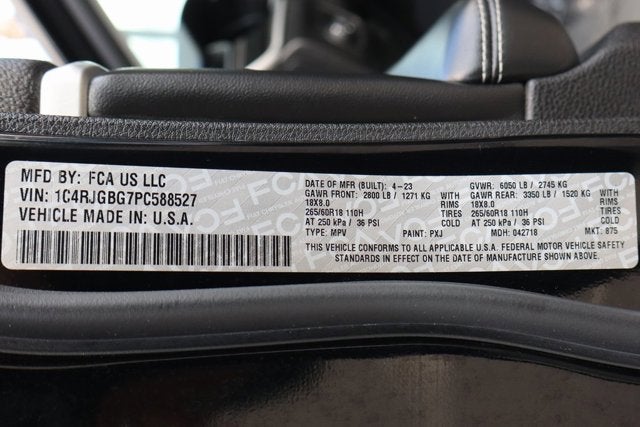 MFD BY: FCA US LLC
VIN: 1C4RJGBG7PC588527
VEHICLE MADE IN: U.S.A.
DATE OF MFR (BUILT): 4-23 GVWR: 6050 LB / 2745 KG
GAWR FRONT: 2800 LB / 1271 KG WITH GAWR REAR: 3350 LB / 1520 KG WITH
18X8.0 RIMS 18X8.0 RIMS
265/60R18 110H TIRES 265/60R18 110H TIRES
AT 250 kPa / 36 PSI COLD AT 250 kPa / 36 PSI COLD
TYPE: MPV PAINT: PXJ MDH: 042718 MKT: 875
THIS VEHICLE CONFORMS TO ALL APPLICABLE U.S.A. FEDERAL MOTOR VEHICLE SAFETY
STANDARDS IN EFFECT ON THE DATE OF MANUFACTURE SHOWN ABOVE.